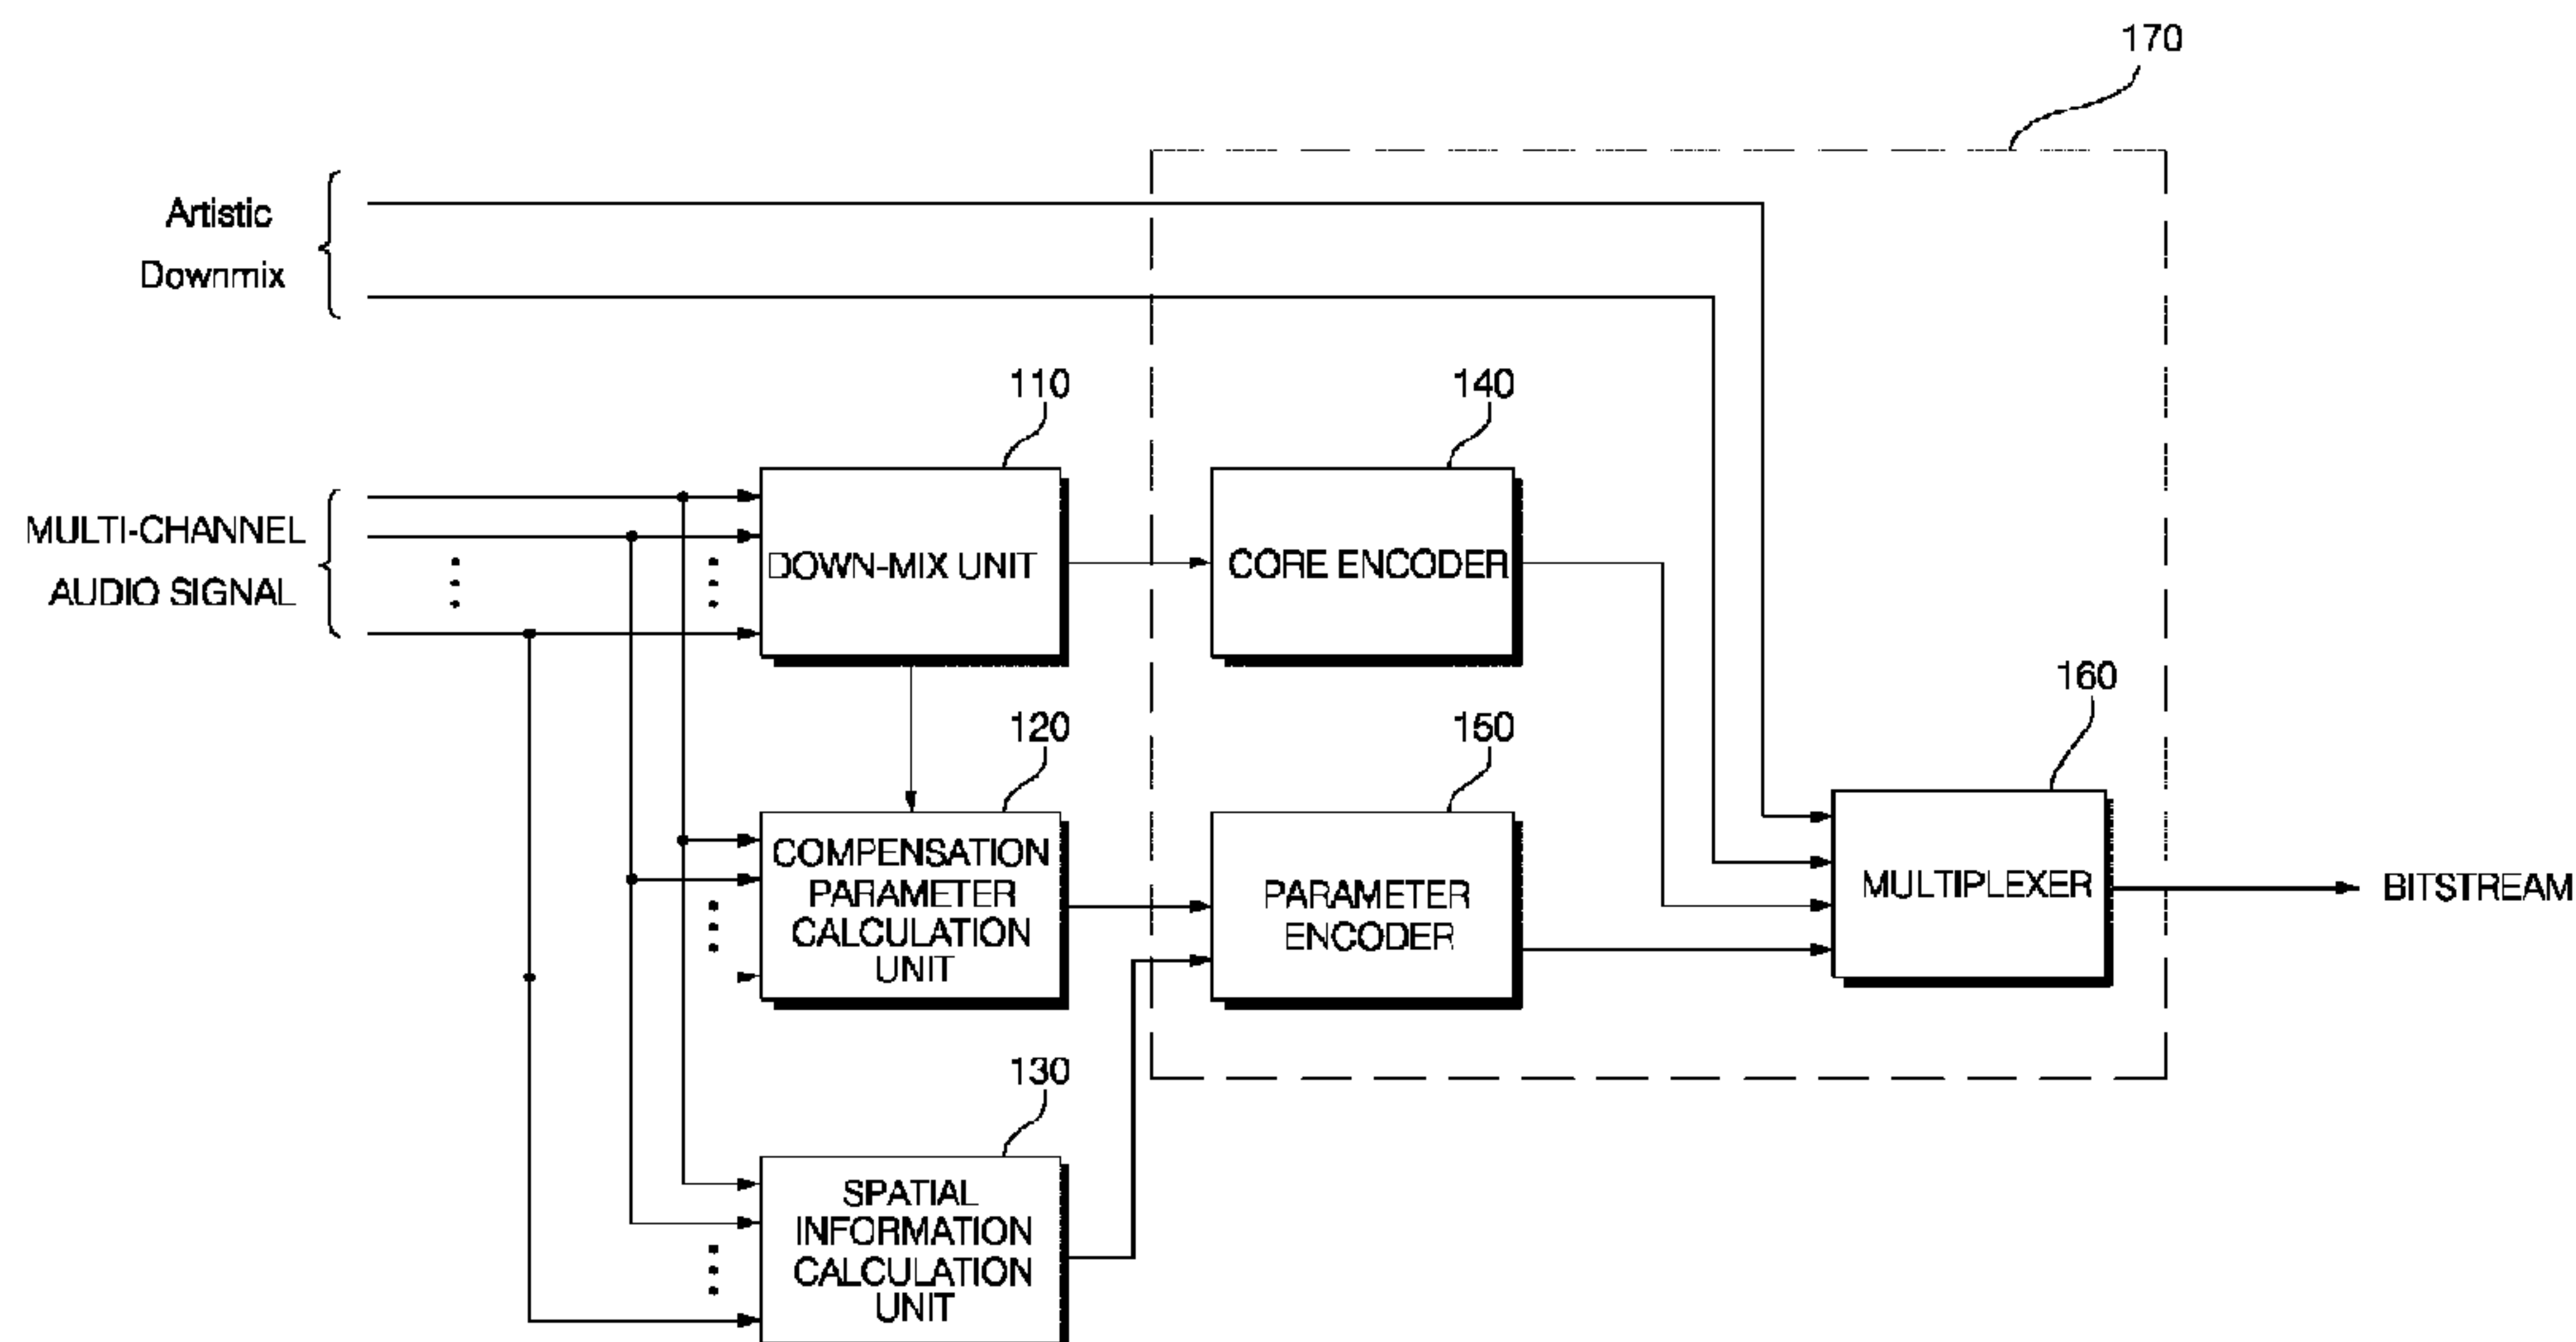 170
Artistic
Downmix
110
140
MULTI-CHANNEL
AUDIO SIGNAL
DOWN-MIX UNIT
CORE ENCODER
160
120
150
COMPENSATION
PARAMETER
CALCULATION
UNIT
PARAMETER
ENCODER
MULTIPLEXER
BITSTREAM
130
SPATIAL
INFORMATION
CALCULATION
UNIT